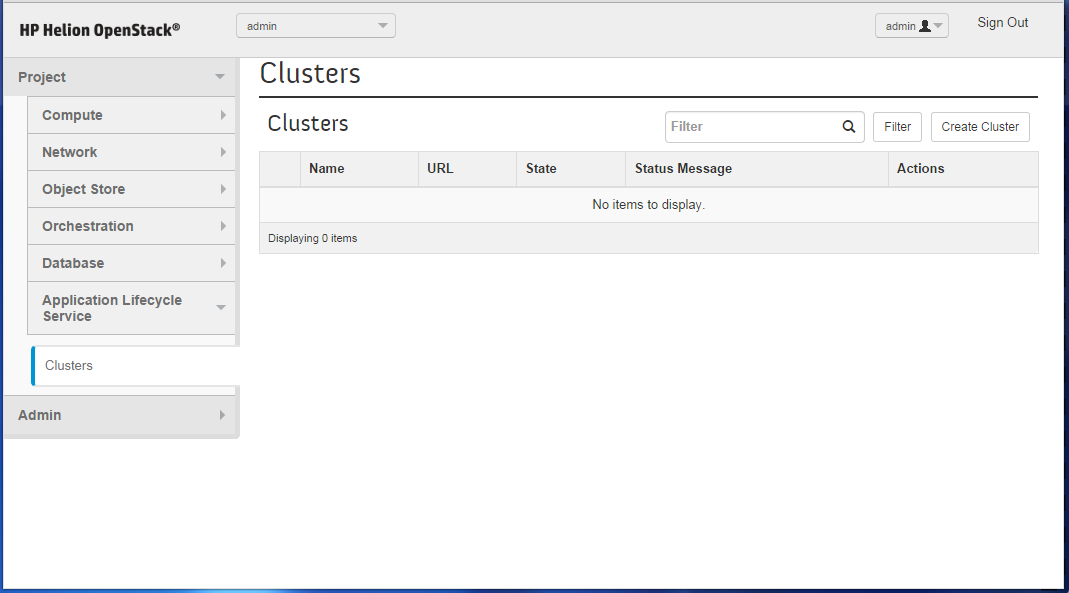 HP Helion OpenStack®
admin
admin
Sign Out
Project
Compute
Network
Object Store
Orchestration
Database
Application Lifecycle
Service
Clusters
Admin
Clusters
Clusters
Filter
Filter
Create Cluster
Name URL State Status Message Actions
No items to display.
Displaying 0 items